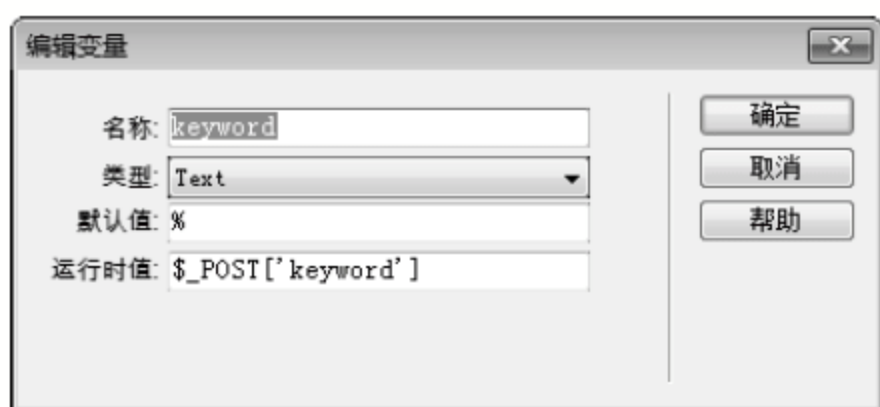 编辑变量
名称: keyword
类型: Text
默认值: %
运行时值: $_POST['keyword']
确定
取消
帮助